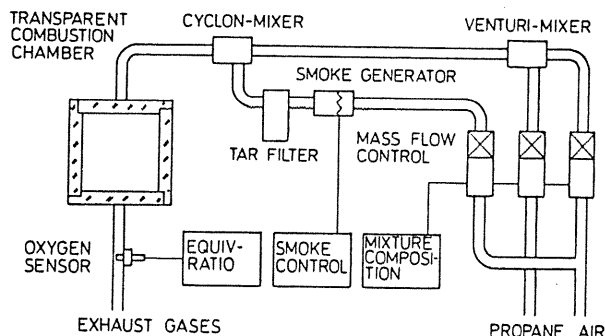 TRANSPARENT
COMBUSTION
CHAMBER
CYCLON-MIXER
VENTURI-MIXER
SMOKE GENERATOR
TAR FILTER
MASS FLOW
CONTROL
OXYGEN
SENSOR
EQUIV-
RATIO
SMOKE
CONTROL
MIXTURE
COMPOSI-
TION
EXHAUST GASES
PROPANE AIR